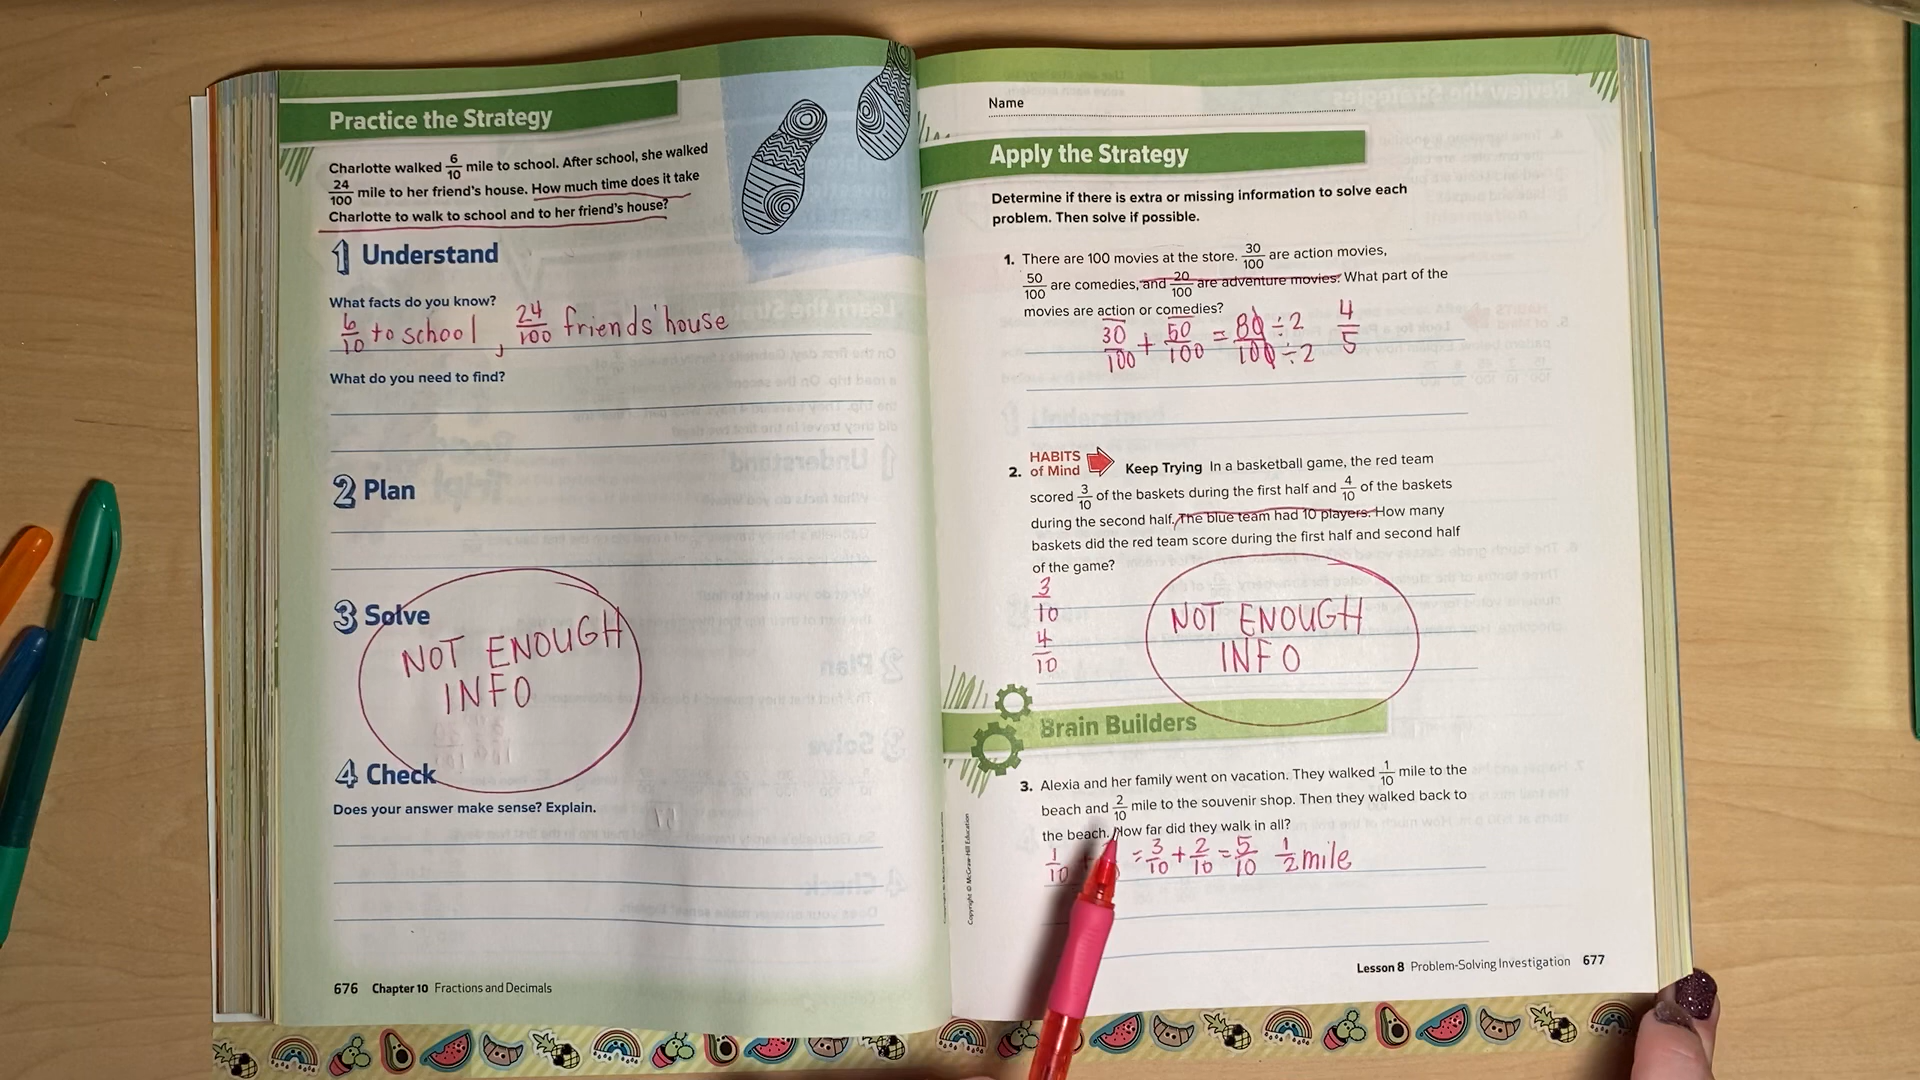 Practice the Strategy
Charlotte walked 6/10 mile to school. After school, she walked
24/100 mile to her friend's house. How much time does it take
Charlotte to walk to school and to her friend's house?
1 Understand
What facts do you know?
6/10 to school, 24/100 friends' house
What do you need to find?
2 Plan
3 Solve
NOT ENOUGH
INFO
4 Check
Does your answer make sense? Explain.
676 Chapter 10 Fractions and Decimals
Name
Apply the Strategy
Determine if there is extra or missing information to solve each
problem. Then solve if possible.
1. There are 100 movies at the store. 30/100 are action movies,
50/100 are comedies, and 20/100 are adventure movies. What part of the
movies are action or comedies?
30/100 + 50/100 = 80/100 ÷2/÷2 4/5
HABITS
2. of Mind Keep Trying In a basketball game, the red team
scored 3/10 of the baskets during the first half and 4/10 of the baskets
during the second half. The blue team had 10 players. How many
baskets did the red team score during the first half and second half
of the game?
3/10
4/10
NOT ENOUGH
INFO
Brain Builders
3. Alexia and her family went on vacation. They walked 1/10 mile to the
beach and 2/10 mile to the souvenir shop. Then they walked back to
the beach. How far did they walk in all?
1/10 + = 3/10 + 2/10 = 5/10 1/2 mile
Copyright © McGraw-Hill Education
Lesson 8 Problem-Solving Investigation 677